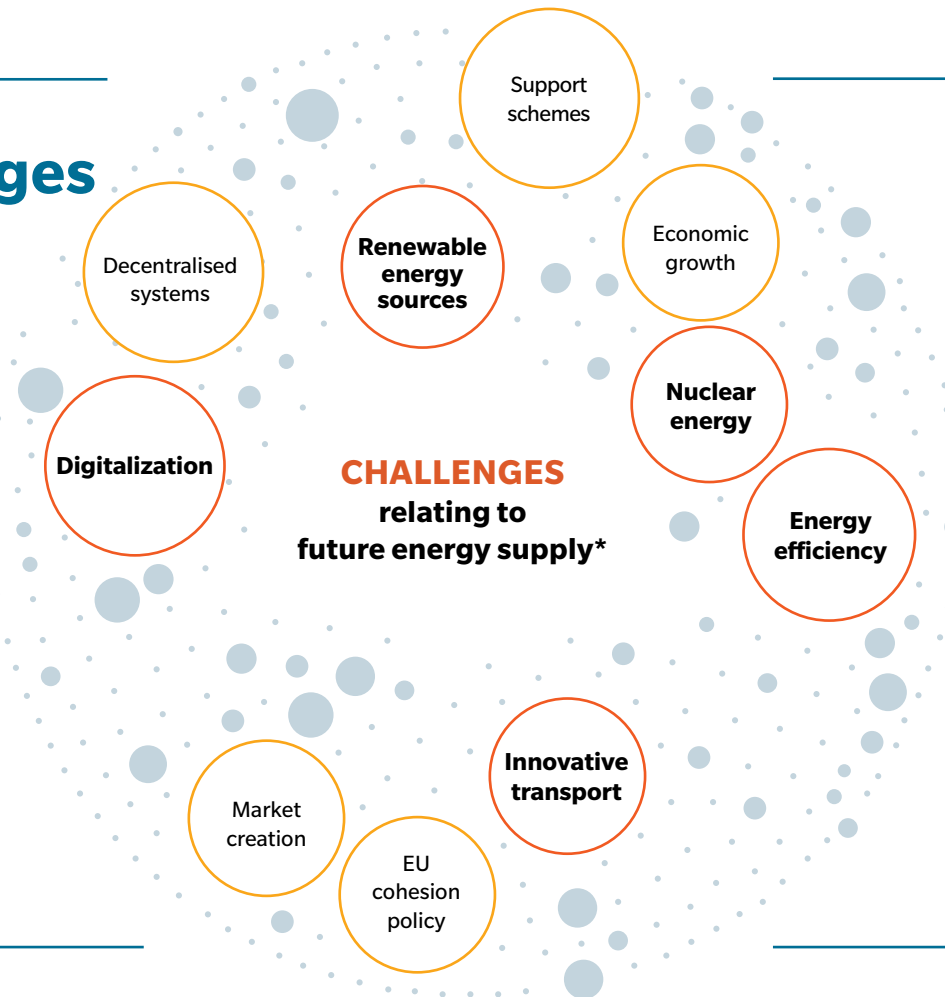 ges
Support
schemes
Decentralised
systems
Renewable
energy
sources
Economic
growth
Nuclear
energy
Digitalization
CHALLENGES
relating to
future energy supply*
Energy
efficiency
Innovative
transport
Market
creation
EU
cohesion
policy